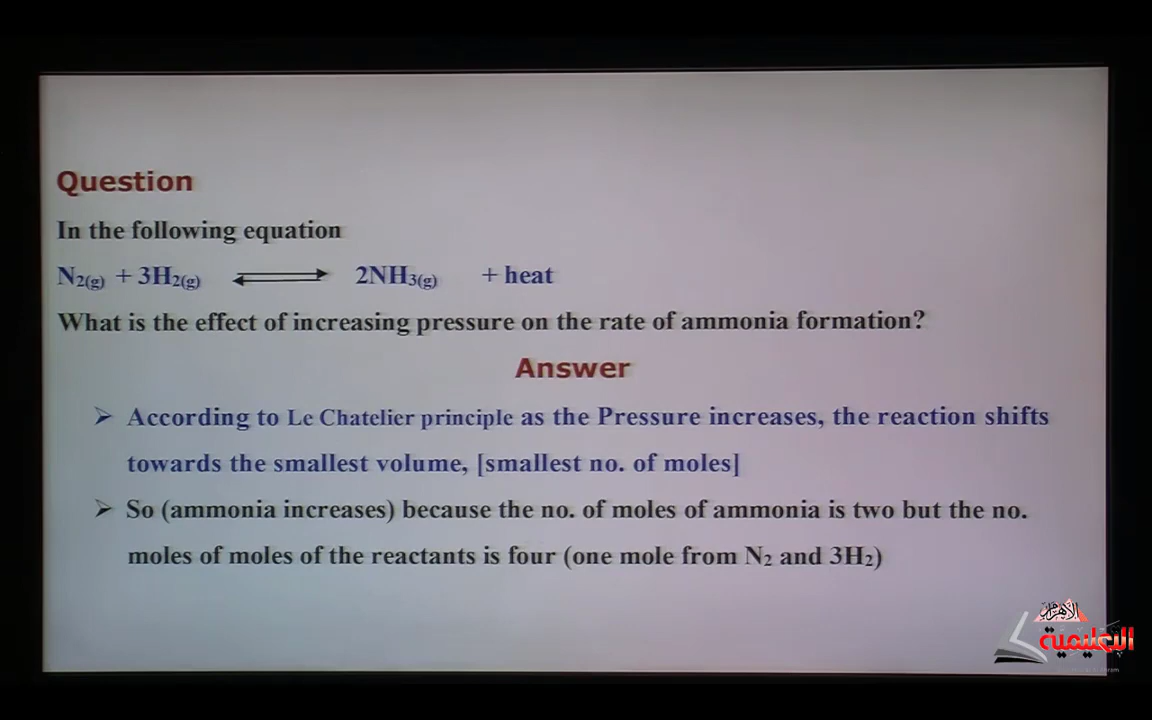 Question
In the following equation
N2(g) + 3H2(g) ⇌ 2NH3(g) + heat
What is the effect of increasing pressure on the rate of ammonia formation?
Answer
➢ According to Le Chatelier principle as the Pressure increases, the reaction shifts
towards the smallest volume, [smallest no. of moles]
➢ So (ammonia increases) because the no. of moles of ammonia is two but the no.
moles of moles of the reactants is four (one mole from N2 and 3H2)
الأهرام
التعليمية